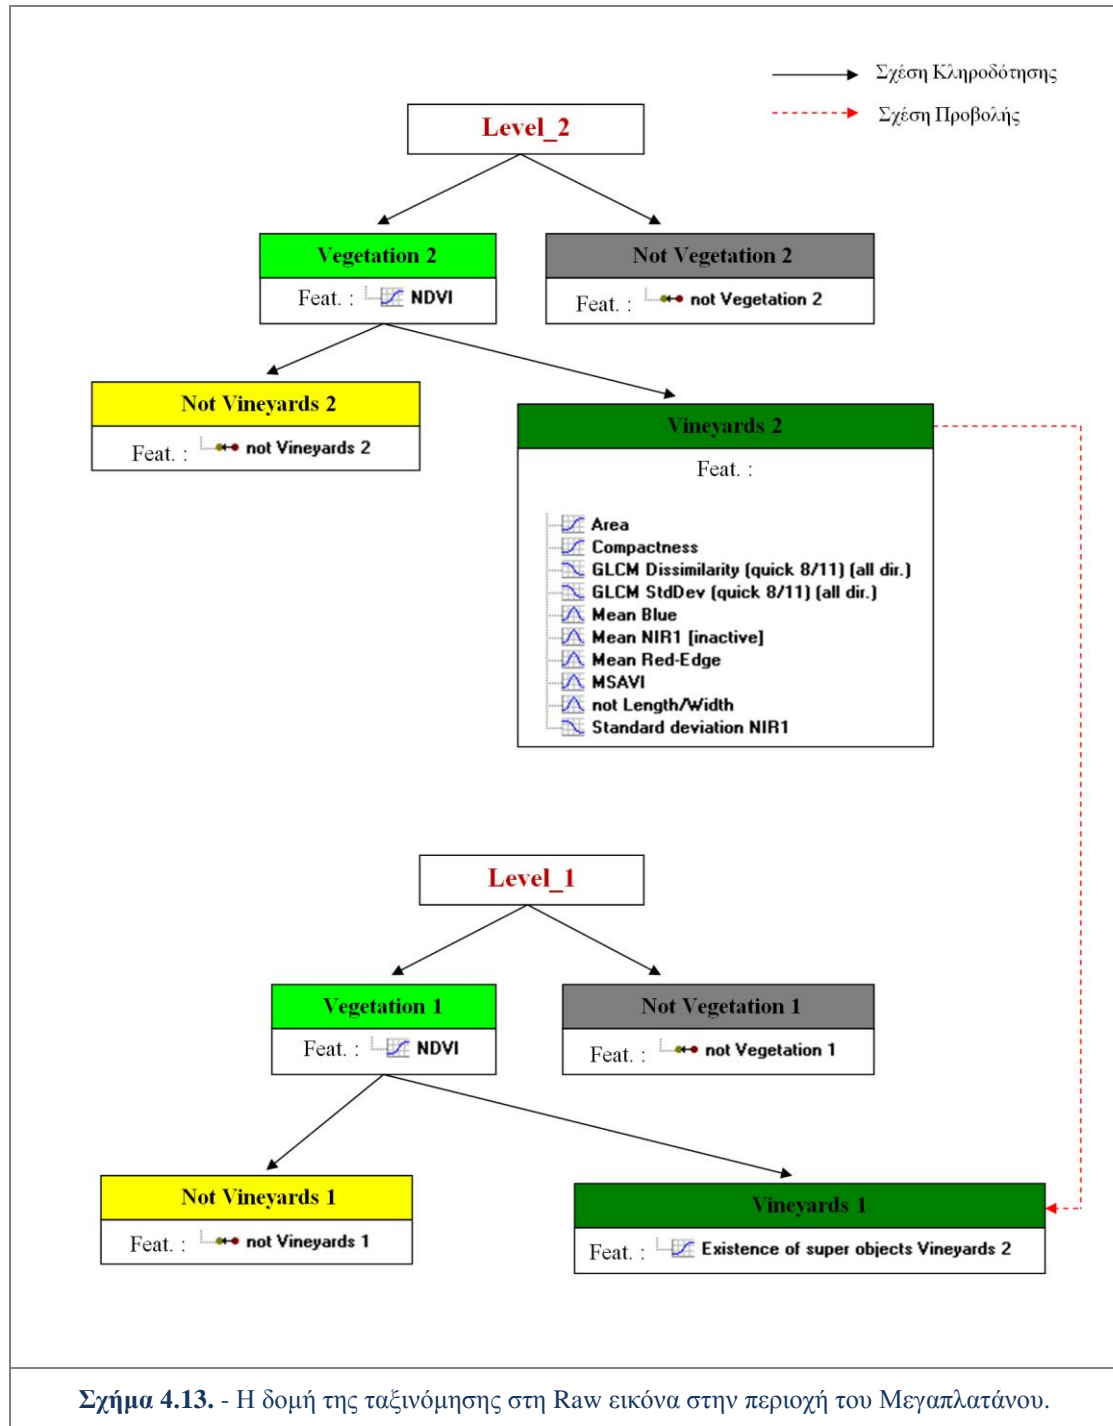 Σχέση Κληροδότησης
Σχέση Προβολής
Level_2
Vegetation 2
Feat. : NDVI
Not Vegetation 2
Feat. : not Vegetation 2
Not Vineyards 2
Feat. : not Vineyards 2
Vineyards 2
Feat. :
Area
Compactness
GLCM Dissimilarity (quick 8/11) (all dir.)
GLCM StdDev (quick 8/11) (all dir.)
Mean Blue
Mean NIR1 [inactive]
Mean Red-Edge
MSAVI
not Length/Width
Standard deviation NIR1
Level_1
Vegetation 1
Feat. : NDVI
Not Vegetation 1
Feat. : not Vegetation 1
Not Vineyards 1
Feat. : not Vineyards 1
Vineyards 1
Feat. : Existence of super objects Vineyards 2
Σχήμα 4.13. - Η δομή της ταξινόμησης στη Raw εικόνα στην περιοχή του Μεγαπλατάνου.